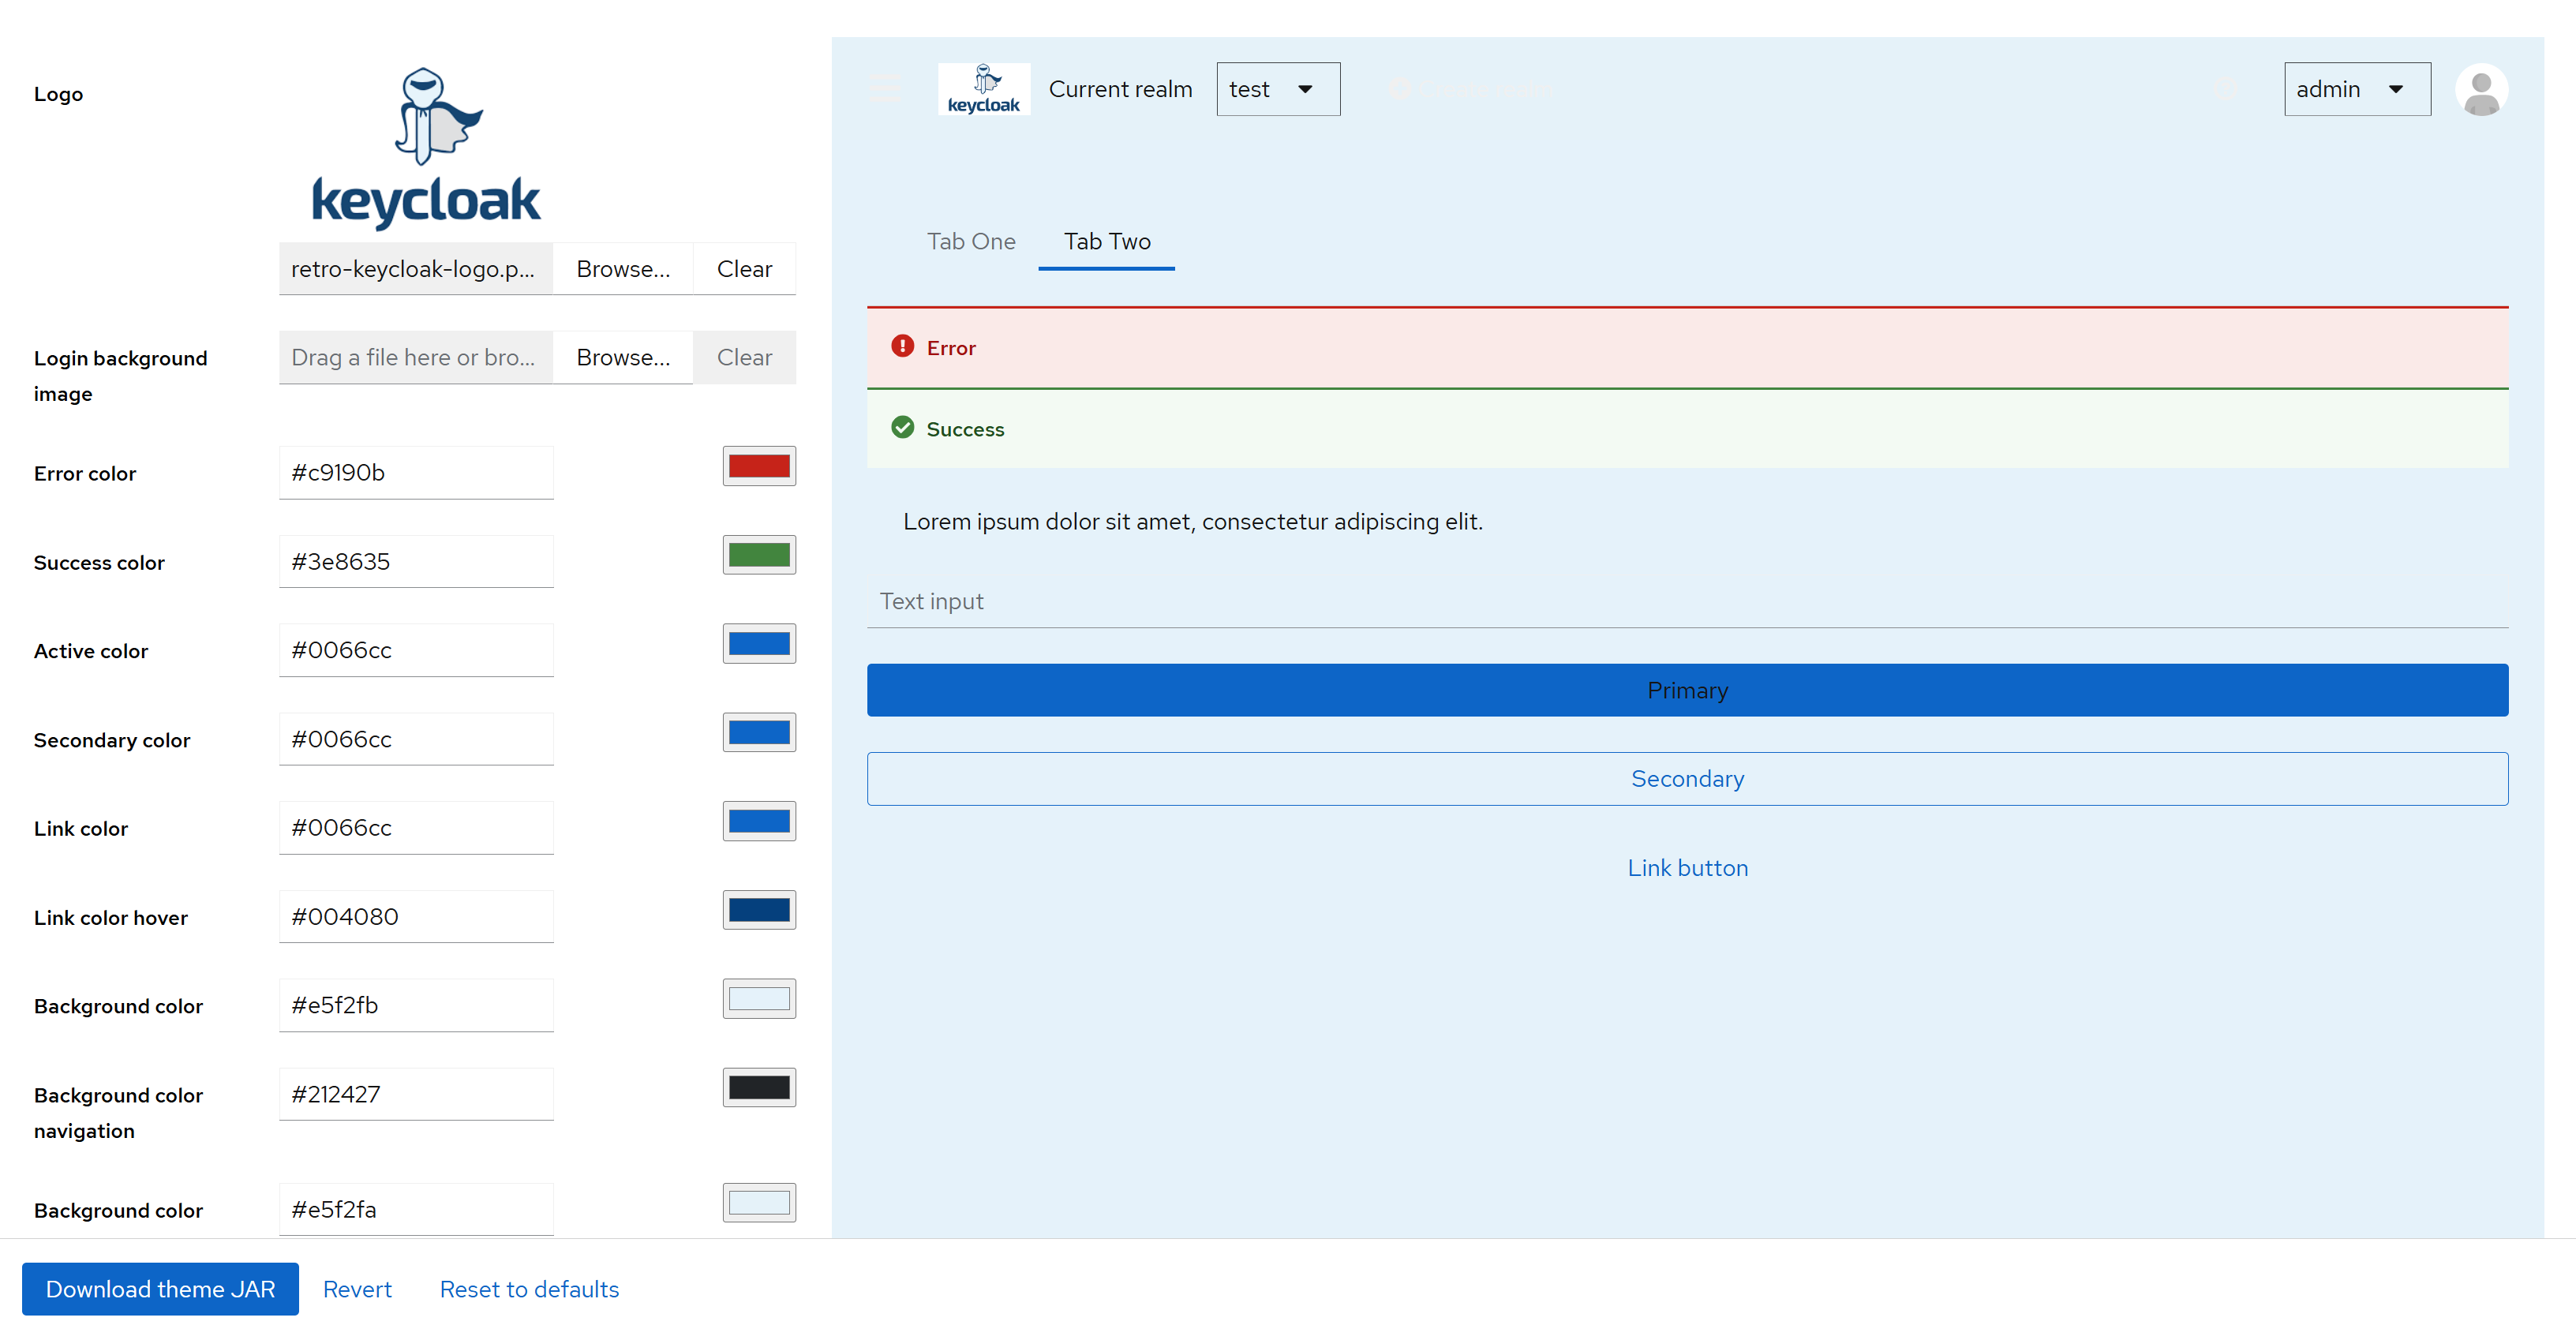 Logo
keycloak
retro-keycloak-logo.p... Browse... Clear
Login background
image
Drag a file here or bro... Browse... Clear
Error color #c9190b
Success color #3e8635
Active color #0066cc
Secondary color #0066cc
Link color #0066cc
Link color hover #004080
Background color #e5f2fb
Background color
navigation
#212427
Background color #e5f2fa
Download theme JAR Revert Reset to defaults
keycloak Current realm test admin
Tab One Tab Two
Error
Success
Lorem ipsum dolor sit amet, consectetur adipiscing elit.
Text input
Primary
Secondary
Link button